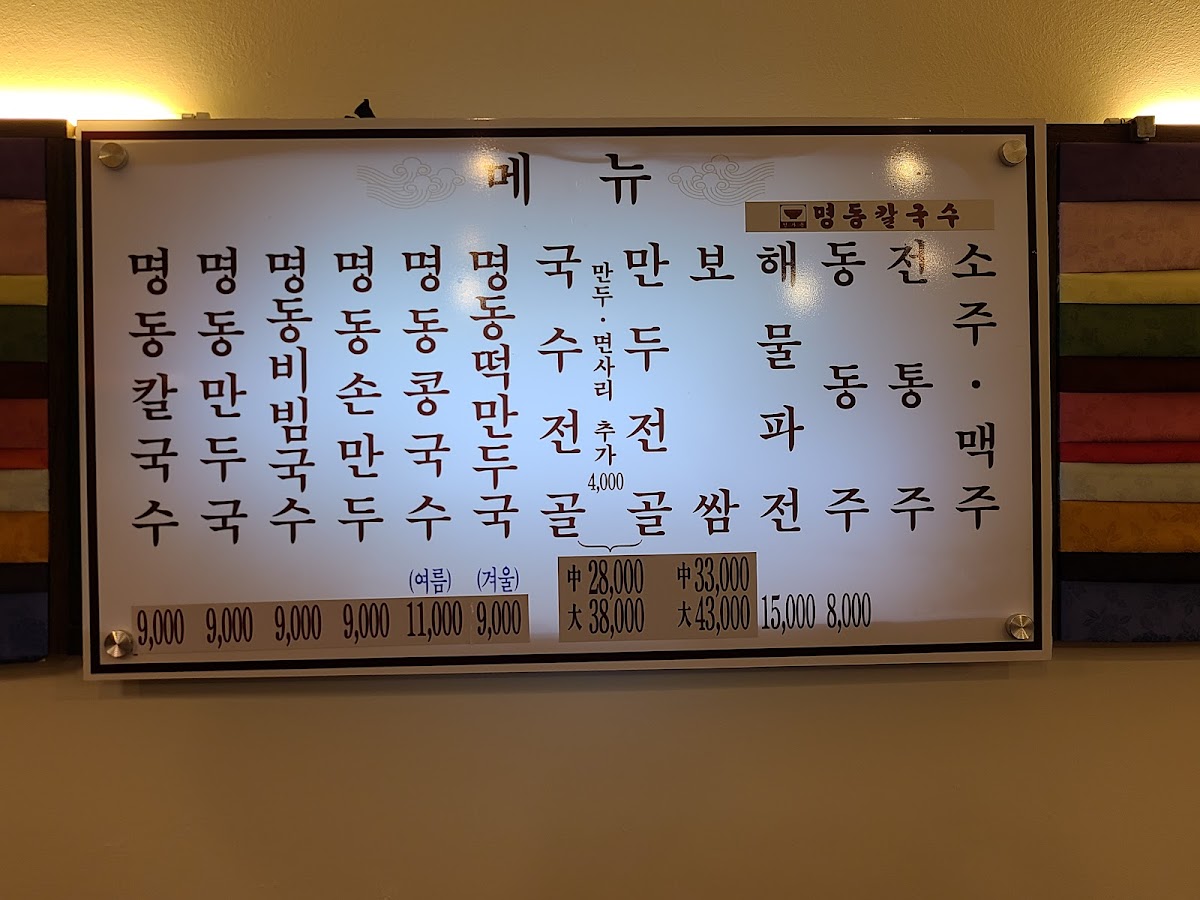 메 뉴
명동칼국수
명동칼국수
9,000
명동만두국
9,000
명동비빔국수
9,000
명동손만두
9,000
명동콩국수
(여름)
11,000
명동떡만두국
(겨울)
9,000
국수전골
만두·면사리 추가
4,000
만두전골
中 28,000
大 38,000
보쌈
中 33,000
大 43,000
해물파전
15,000
동동주
8,000
전통주
소주·맥주